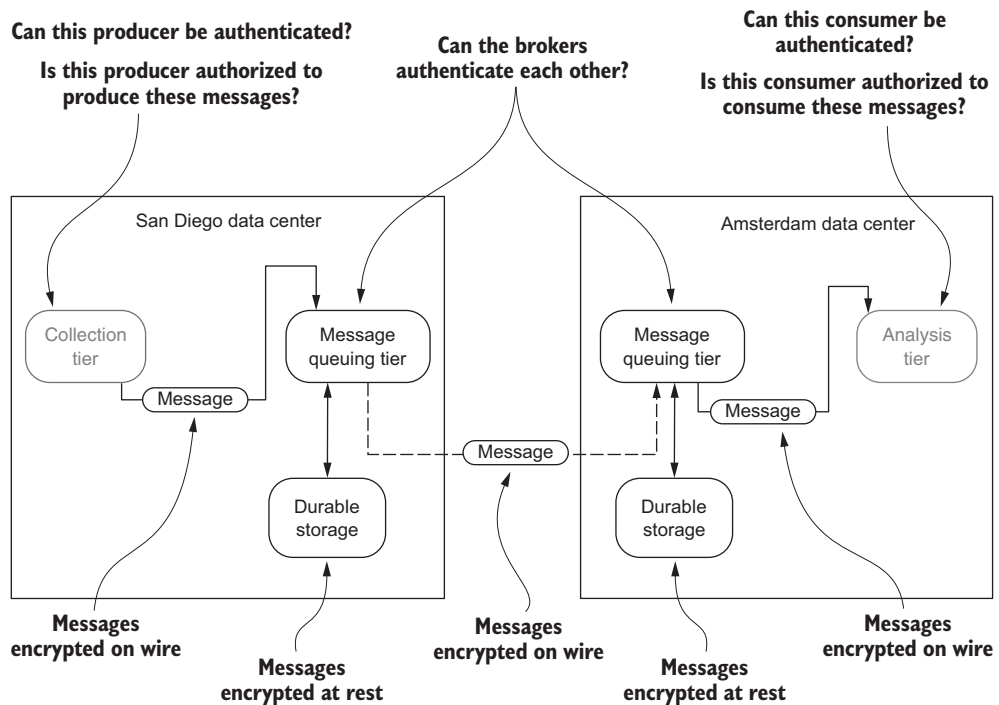 Can this producer be authenticated?
Is this producer authorized to
produce these messages?
Can the brokers
authenticate each other?
Can this consumer be
authenticated?
Is this consumer authorized to
consume these messages?
San Diego data center
Amsterdam data center
Collection
tier
Message
queuing tier
Message
queuing tier
Analysis
tier
Message
Message
Message
Durable
storage
Durable
storage
Messages
encrypted on wire
Messages
encrypted at rest
Messages
encrypted on wire
Messages
encrypted at rest
Messages
encrypted on wire